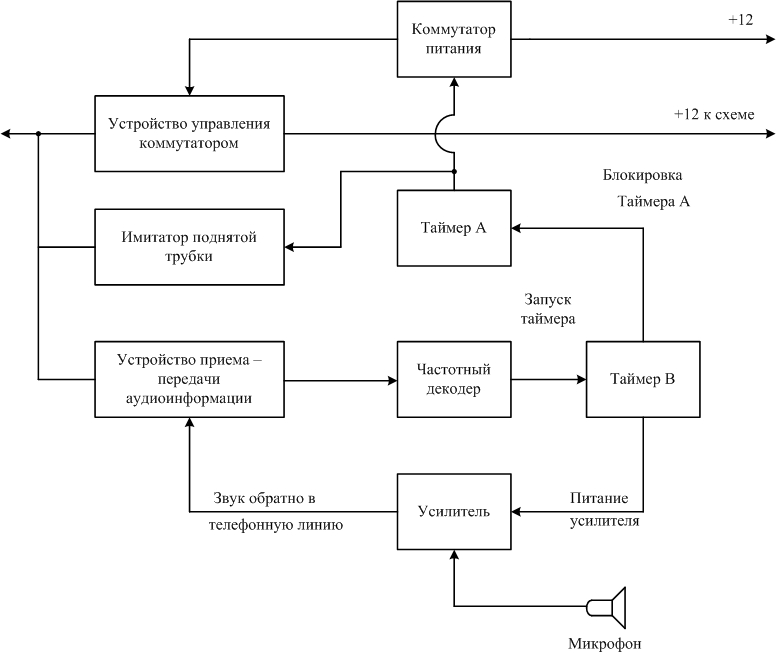 Коммутатор
питания
+12
Устройство управления
коммутатором
+12 к схеме
Блокировка
Таймера А
Имитатор поднятой
трубки
Таймер А
Запуск
таймера
Устройство приема –
передачи
аудиоинформации
Частотный
декодер
Таймер В
Звук обратно в
телефонную линию
Усилитель
Питание
усилителя
Микрофон